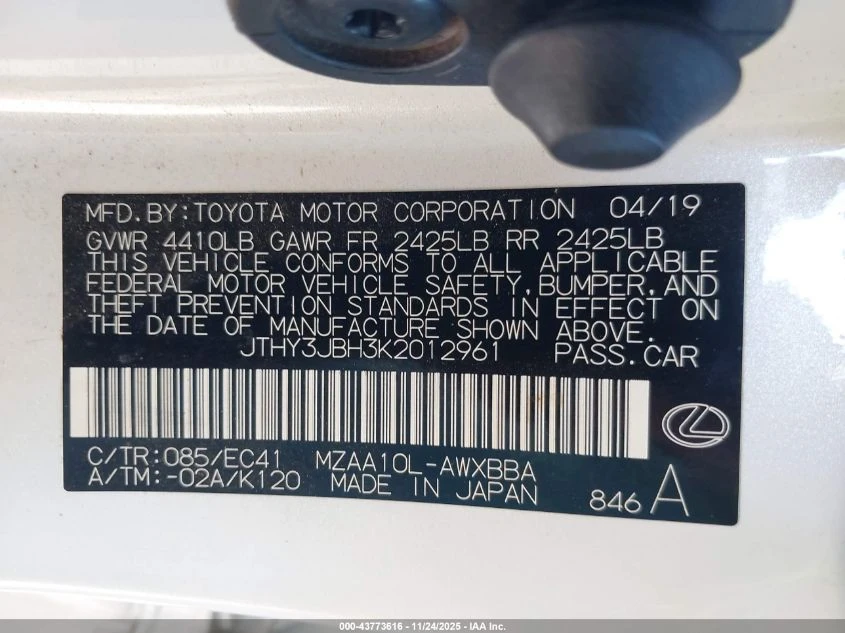 MFD.BY:TOYOTA MOTOR CORPORATION 04/19
GVWR 4410LB GAWR FR 2425LB RR 2425LB
THIS VEHICLE CONFORMS TO ALL APPLICABLE
FEDERAL MOTOR VEHICLE SAFETY,BUMPER,AND
THEFT PREVENTION STANDARDS IN EFFECT ON
THE DATE OF MANUFACTURE SHOWN ABOVE.
JTHY3JBH3K2012961 PASS.CAR
C/TR:085/EC41 MZAA10L-AWXBBA
A/TM:-02A/K120 MADE IN JAPAN 846 A
000-43773616 - 11/24/2025 - IAA Inc.